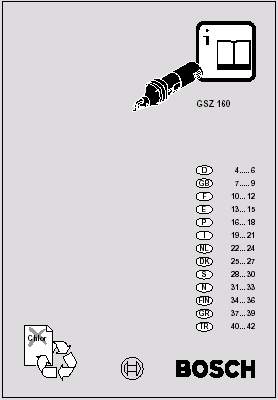 i
GSZ 160
D 4.....6
GB 7.....9
F 10...12
E 13...15
P 16...18
I 19...21
NL 22...24
DK 25...27
S 28...30
N 31...33
FIN 34...36
GR 37...39
TR 40...42
Chlor
BOSCH